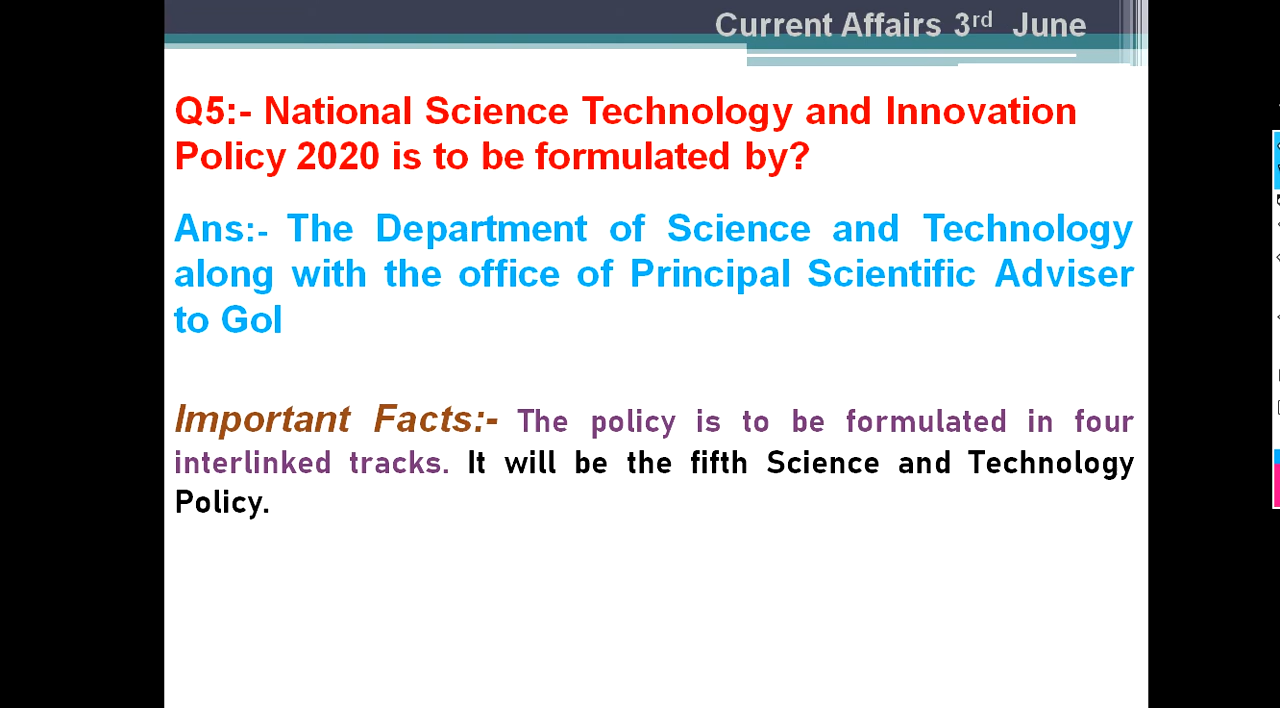 Current Affairs 3rd June
Q5:- National Science Technology and Innovation
Policy 2020 is to be formulated by?
Ans:- The Department of Science and Technology
along with the office of Principal Scientific Adviser
to GoI
Important Facts:- The policy is to be formulated in four
interlinked tracks. It will be the fifth Science and Technology
Policy.